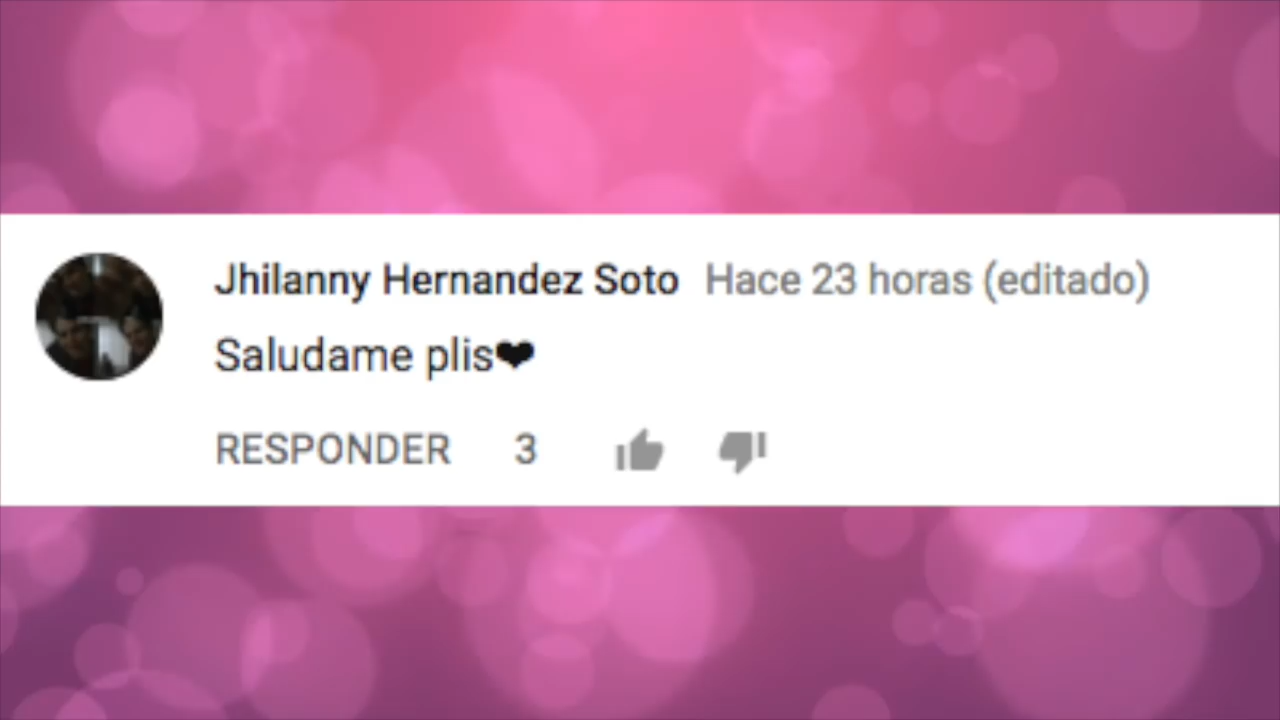 Jhilanny Hernandez Soto Hace 23 horas (editado)
Saludame plis❤
RESPONDER 3